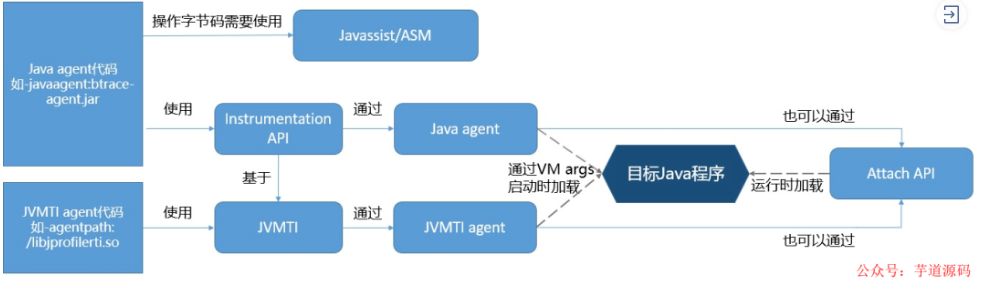 操作字节码需要使用
Javassist/ASM
Java agent代码
如-javaagent:btrace-
agent.jar
使用
Instrumentation
API
通过
Java agent
也可以通过
基于
通过VM args
启动时加载
目标Java程序
运行时加载
Attach API
JVMTI agent代码
如-agentpath:
/libjprofilerti.so
使用
JVMTI
通过
JVMTI agent
也可以通过
公众号：芋道源码